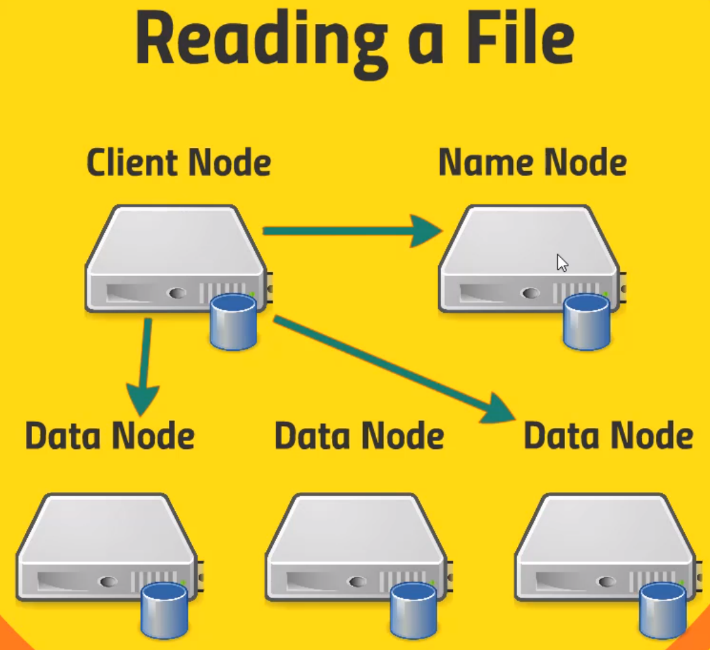 Reading a File
Client Node
Name Node
Data Node
Data Node
Data Node